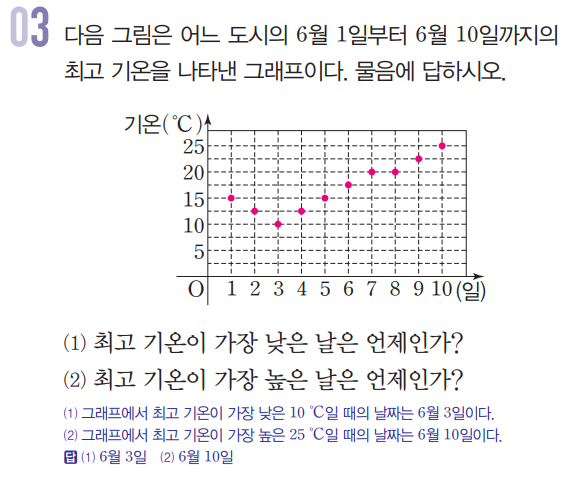 03 다음 그림은 어느 도시의 6월 1일부터 6월 10일까지의
최고 기온을 나타낸 그래프이다. 물음에 답하시오.
기온(℃)
25
20
15
10
5
O 1 2 3 4 5 6 7 8 9 10 (일)
(1) 최고 기온이 가장 낮은 날은 언제인가?
(2) 최고 기온이 가장 높은 날은 언제인가?
(1) 그래프에서 최고 기온이 가장 낮은 10 ℃일 때의 날짜는 6월 3일이다.
(2) 그래프에서 최고 기온이 가장 높은 25 ℃일 때의 날짜는 6월 10일이다.
답 (1) 6월 3일 (2) 6월 10일